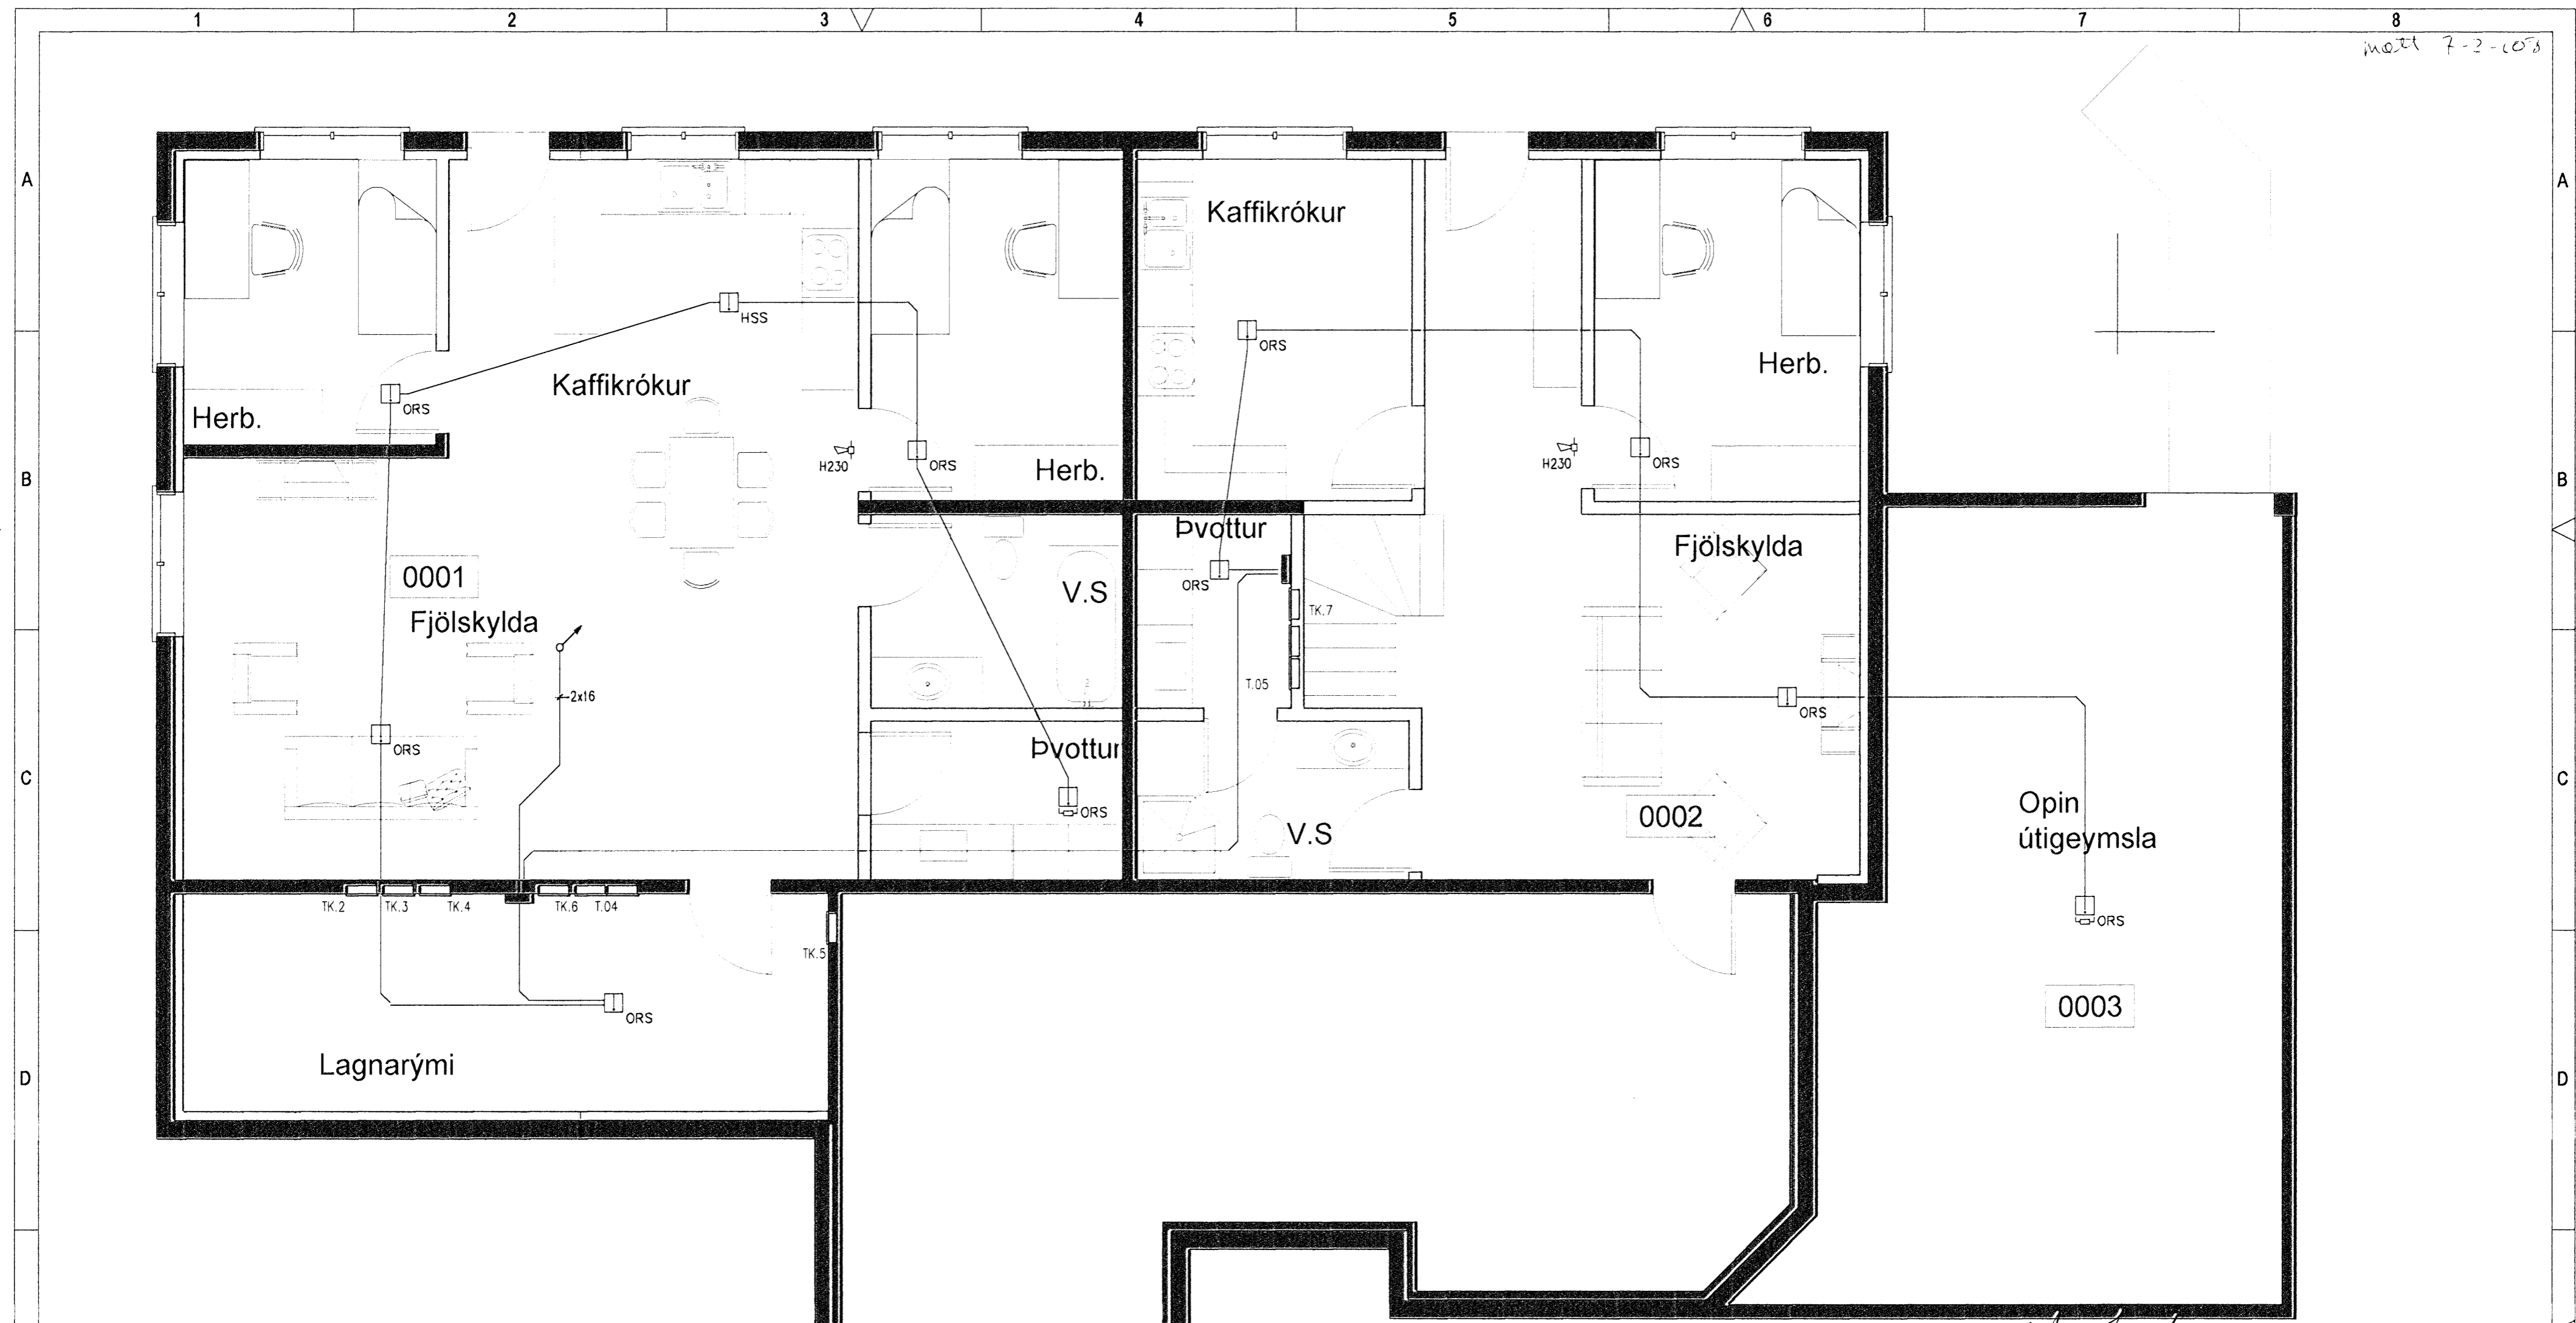 1 2 3 4 5 6 7 8
A A
Kaffikrókur
HSS
ORS
Kaffikrókur
Herb.
ORS
Herb.
H230
ORS
Herb.
H230
ORS
B B
Þvottur
Fjölskylda
0001
ORS
V.S
Fjölskylda
TK.7
2x16
T.05
ORS
ORS
Þvottur
C C
ORS
0002
V.S
Opin
útigeymsla
TK.2 TK.3 TK.4 TK.6 T.04
ORS
TK.5
0003
ORS
Lagnarými
D D